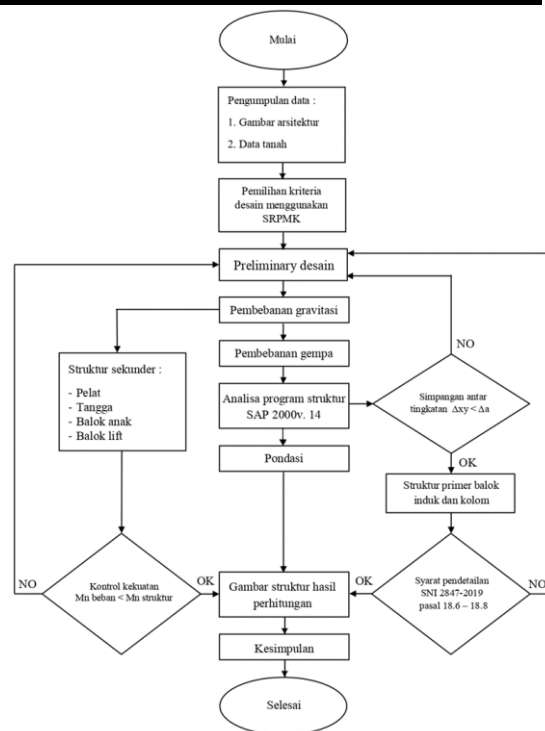 Mulai
Pengumpulan data :
1. Gambar arsitektur
2. Data tanah
Pemilihan kriteria
desain menggunakan
SRPMK
Preliminary desain
Pembebanan gravitasi
Pembebanan gempa
Struktur sekunder :
- Pelat
- Tangga
- Balok anak
- Balok lift
Analisa program struktur
SAP 2000v. 14
NO
Simpangan antar
tingkatan Δxy < Δa
OK
Pondasi
Struktur primer balok
induk dan kolom
NO
Kontrol kekuatan
Mn beban < Mn struktur
OK
Gambar struktur hasil
perhitungan
OK
Syarat pendetailan
SNI 2847-2019
pasal 18.6 – 18.8
NO
Kesimpulan
Selesai